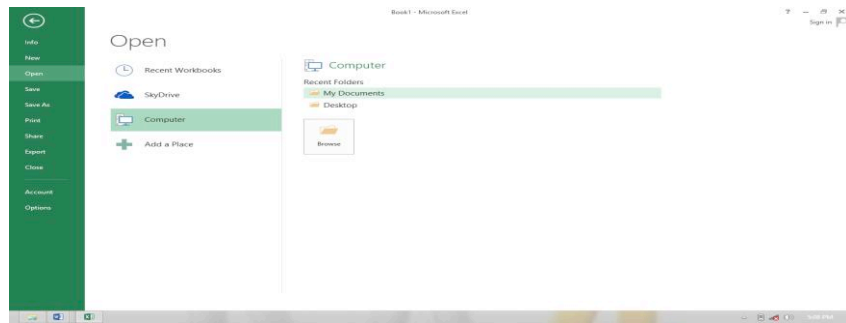 Book1 - Microsoft Excel
?
Sign in
Info
New
Open
Save
Save As
Print
Share
Export
Close
Account
Options
Open
Recent Workbooks
SkyDrive
Computer
Add a Place
Computer
Recent Folders
My Documents
Desktop
Browse